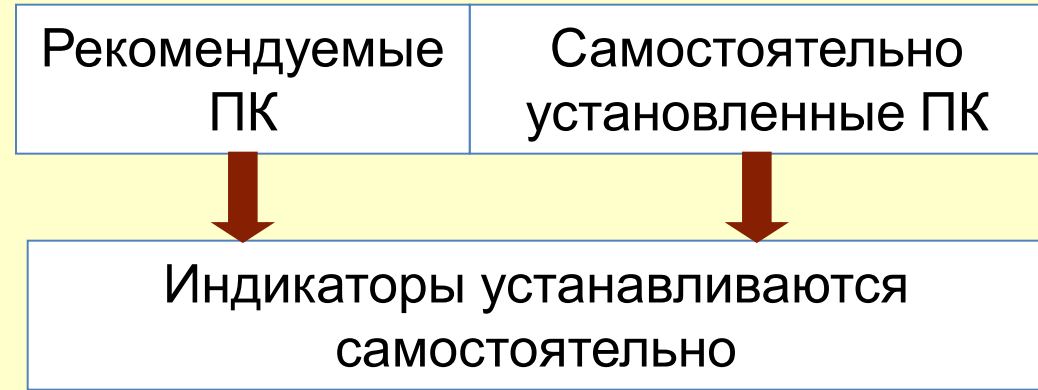 Рекомендуемые
ПК
Самостоятельно
установленные ПК
Индикаторы устанавливаются
самостоятельно